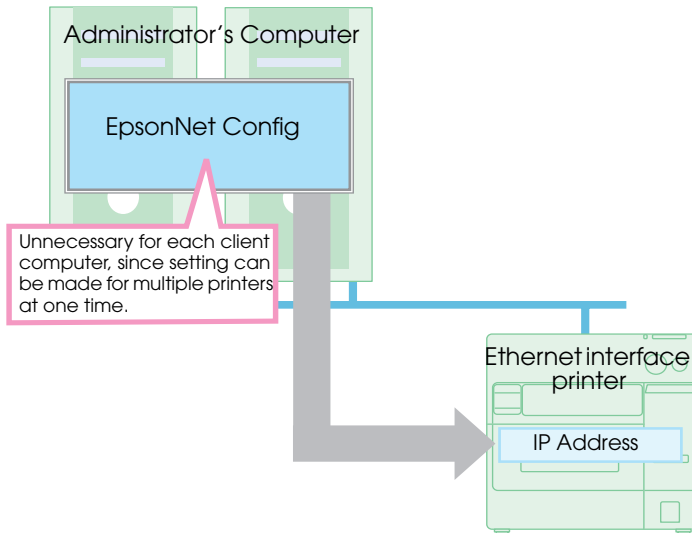 Administrator's Computer
EpsonNet Config
Unnecessary for each client
computer, since setting can
be made for multiple printers
at one time.
Ethernet interface
printer
IP Address